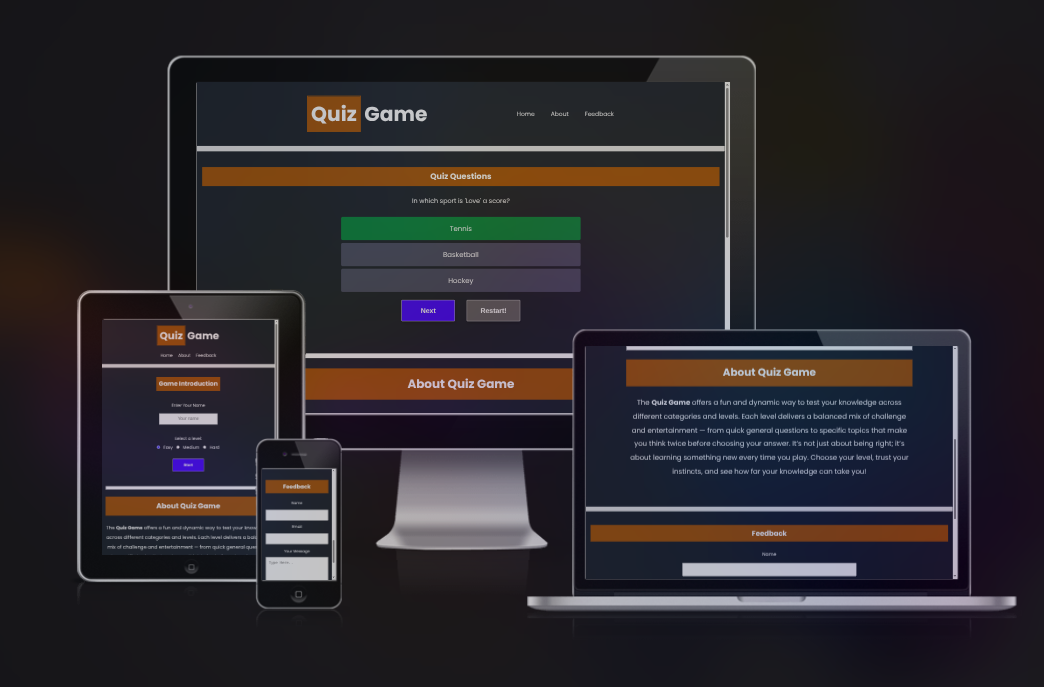 Quiz Game
Home About Feedback
Quiz Questions
In which sport is 'Love' a score?
Tennis
Basketball
Hockey
Next Restart!
About Quiz Game
Quiz Game
Home About Feedback
Game Introduction
Enter Your Name
Your name
Select a level
Easy Medium Hard
Next
About Quiz Game
The Quiz Game offers a fun and dynamic way to test your
across different categories and levels. Each level delivers a
mix of challenge and entertainment — from quick general
Feedback
Name
Email
Your Message
Type here...
About Quiz Game
The Quiz Game offers a fun and dynamic way to test your knowledge across
different categories and levels. Each level delivers a balanced mix of challenge
and entertainment — from quick general questions to specific topics that make
you think twice before choosing your answer. It's not just about being right; it's
about learning something new every time you play. Choose your level, trust your
instincts, and see how far your knowledge can take you!
Feedback
Name